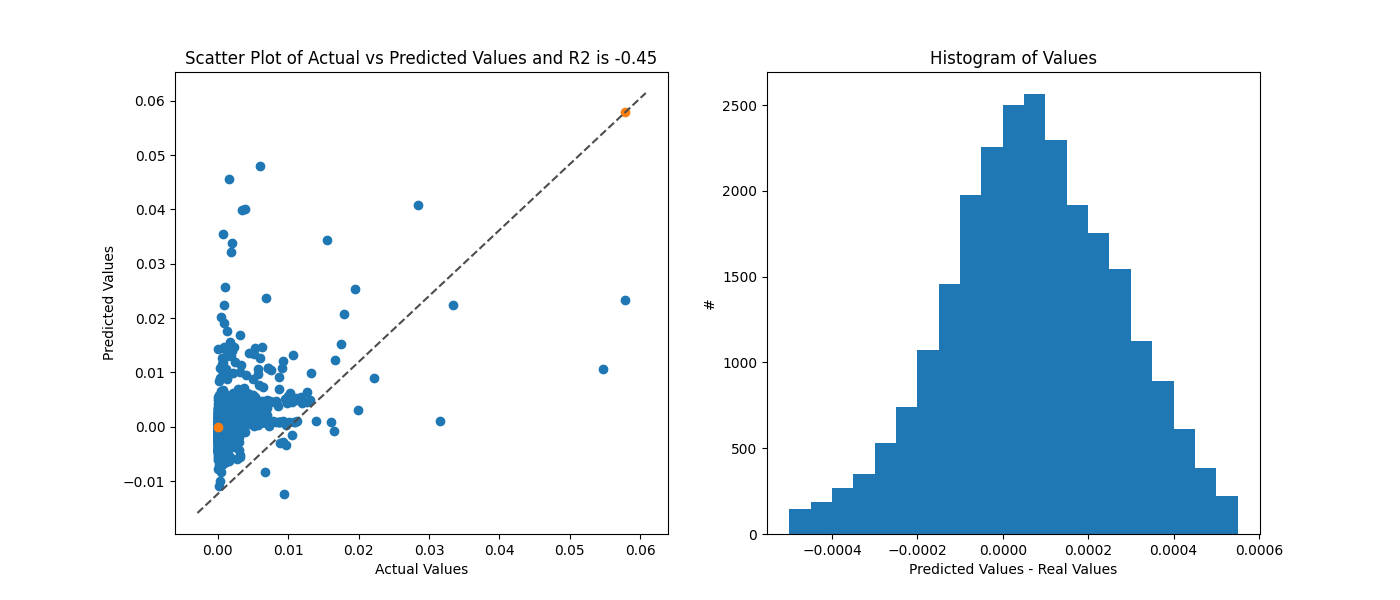 Scatter Plot of Actual vs Predicted Values and R2 is -0.45
Predicted Values
0.06
0.05
0.04
0.03
0.02
0.01
0.00
−0.01
0.00 0.01 0.02 0.03 0.04 0.05 0.06
Actual Values
Histogram of Values
#
2500
2000
1500
1000
500
0
−0.0004 −0.0002 0.0000 0.0002 0.0004 0.0006
Predicted Values - Real Values